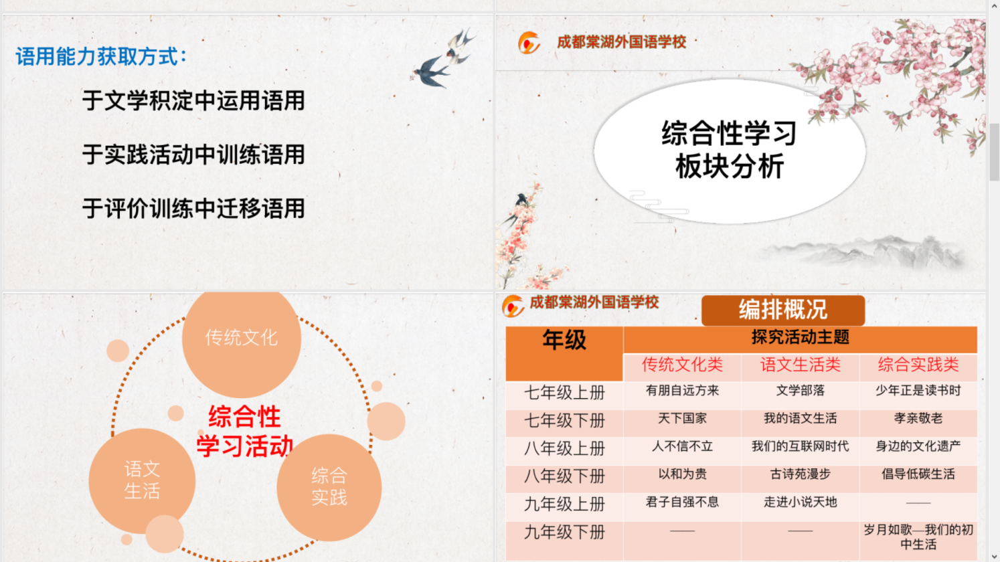 语用能力获取方式：
于文学积淀中运用语用
于实践活动中训练语用
于评价训练中迁移语用
成都棠湖外国语学校
综合性学习
板块分析
传统文化
综合性
学习活动
语文
生活
综合
实践
成都棠湖外国语学校
编排概况
年级 探究活动主题
传统文化类 语文生活类 综合实践类
七年级上册 有朋自远方来 文学部落 少年正是读书时
七年级下册 天下国家 我的语文生活 孝亲敬老
八年级上册 人不信不立 我们的互联网时代 身边的文化遗产
八年级下册 以和为贵 古诗苑漫步 倡导低碳生活
九年级上册 君子自强不息 走进小说天地 ——
九年级下册 —— —— 岁月如歌—我们的初
中生活